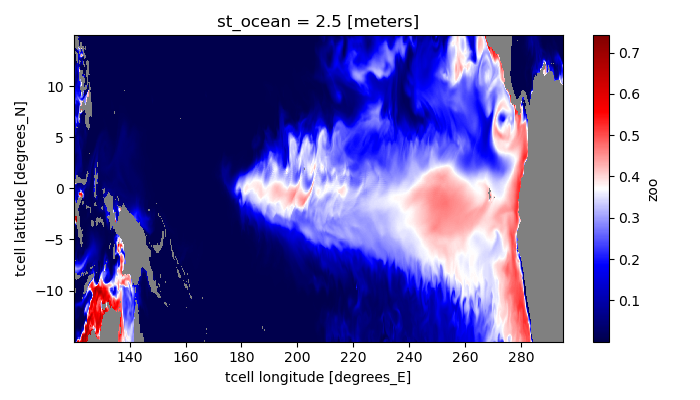 st_ocean = 2.5 [meters]
tcell latitude [degrees_N]
10
5
0
−5
−10
140 160 180 200 220 240 260 280
tcell longitude [degrees_E]
0.7
0.6
0.5
0.4
0.3
0.2
0.1
zoo